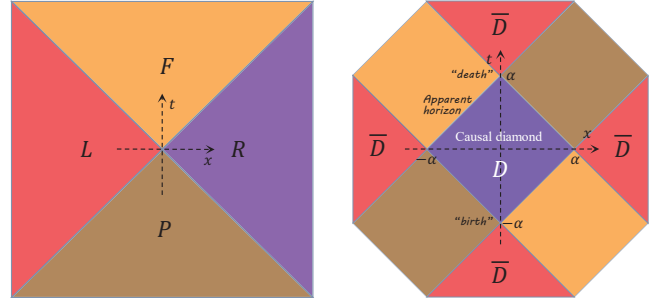 F
t
L
R
x
P
D̅
t
"death"
α
Apparent
horizon
x
Causal diamond
D̅
D̅
−α
D
α
"birth"
−α
D̅